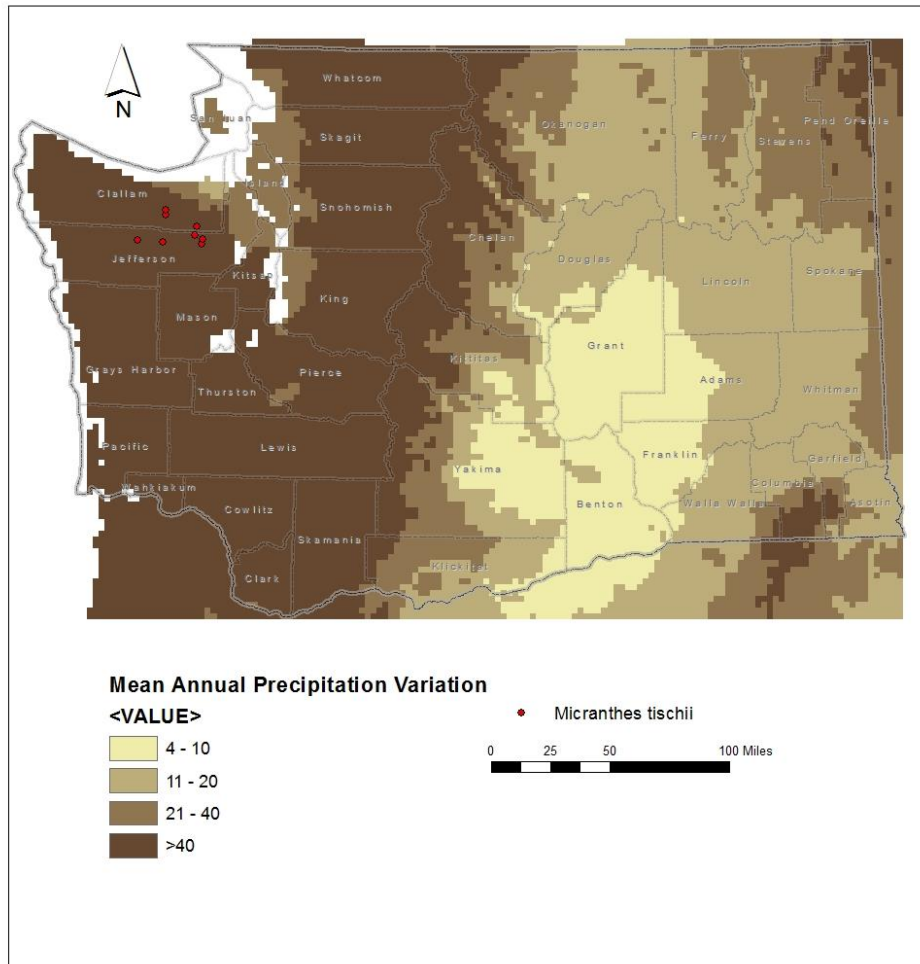 N
Whatcom
San Juan
Skagit
Okanogan
Ferry
Stevens
Pend Oreille
Island
Clallam
Snohomish
Chelan
Jefferson
Kitsap
Douglas
Lincoln
Spokane
King
Mason
Grant
Grays Harbor
Kittitas
Pierce
Thurston
Adams
Whitman
Pacific
Lewis
Yakima
Franklin
Garfield
Wahkiakum
Columbia
Cowlitz
Benton
Walla Walla
Asotin
Skamania
Klickitat
Clark
Mean Annual Precipitation Variation
<VALUE>
4 - 10
11 - 20
21 - 40
>40
Micranthes tischii
0 25 50 100 Miles